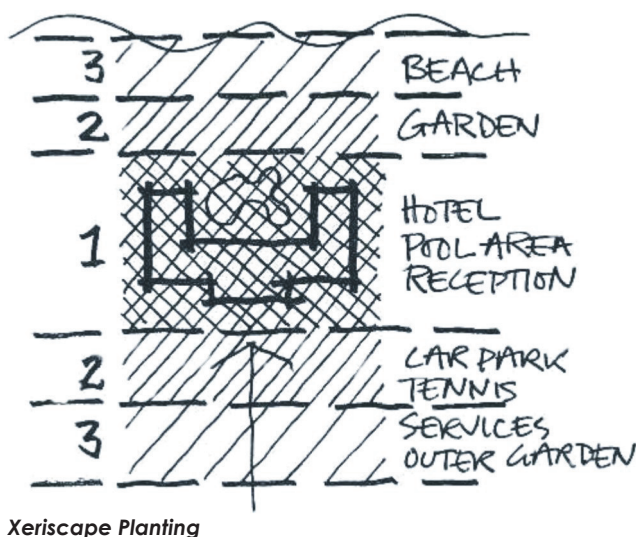 3 BEACH
2 GARDEN
1 HOTEL
POOL AREA
RECEPTION
2 CAR PARK
TENNIS
3 SERVICES
OUTER GARDEN
Xeriscape Planting